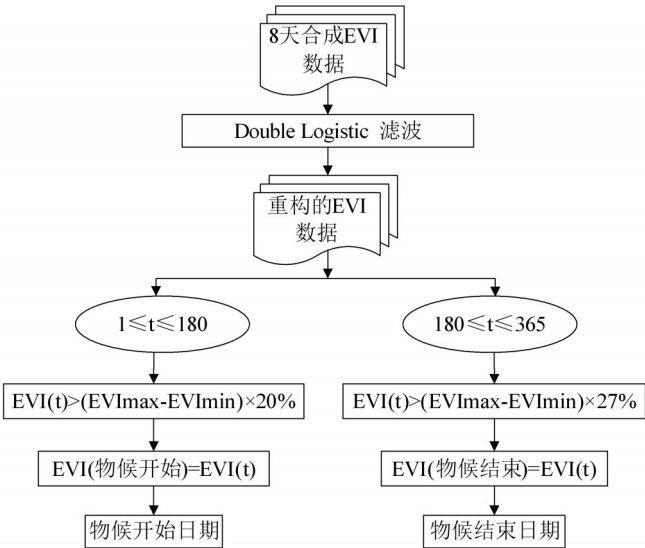 8天合成EVI
数据
Double Logistic 滤波
重构的EVI
数据
1≤t≤180
180≤t≤365
EVI(t)>(EVImax-EVImin)×20%
EVI(t)>(EVImax-EVImin)×27%
EVI(物候开始)=EVI(t)
EVI(物候结束)=EVI(t)
物候开始日期
物候结束日期